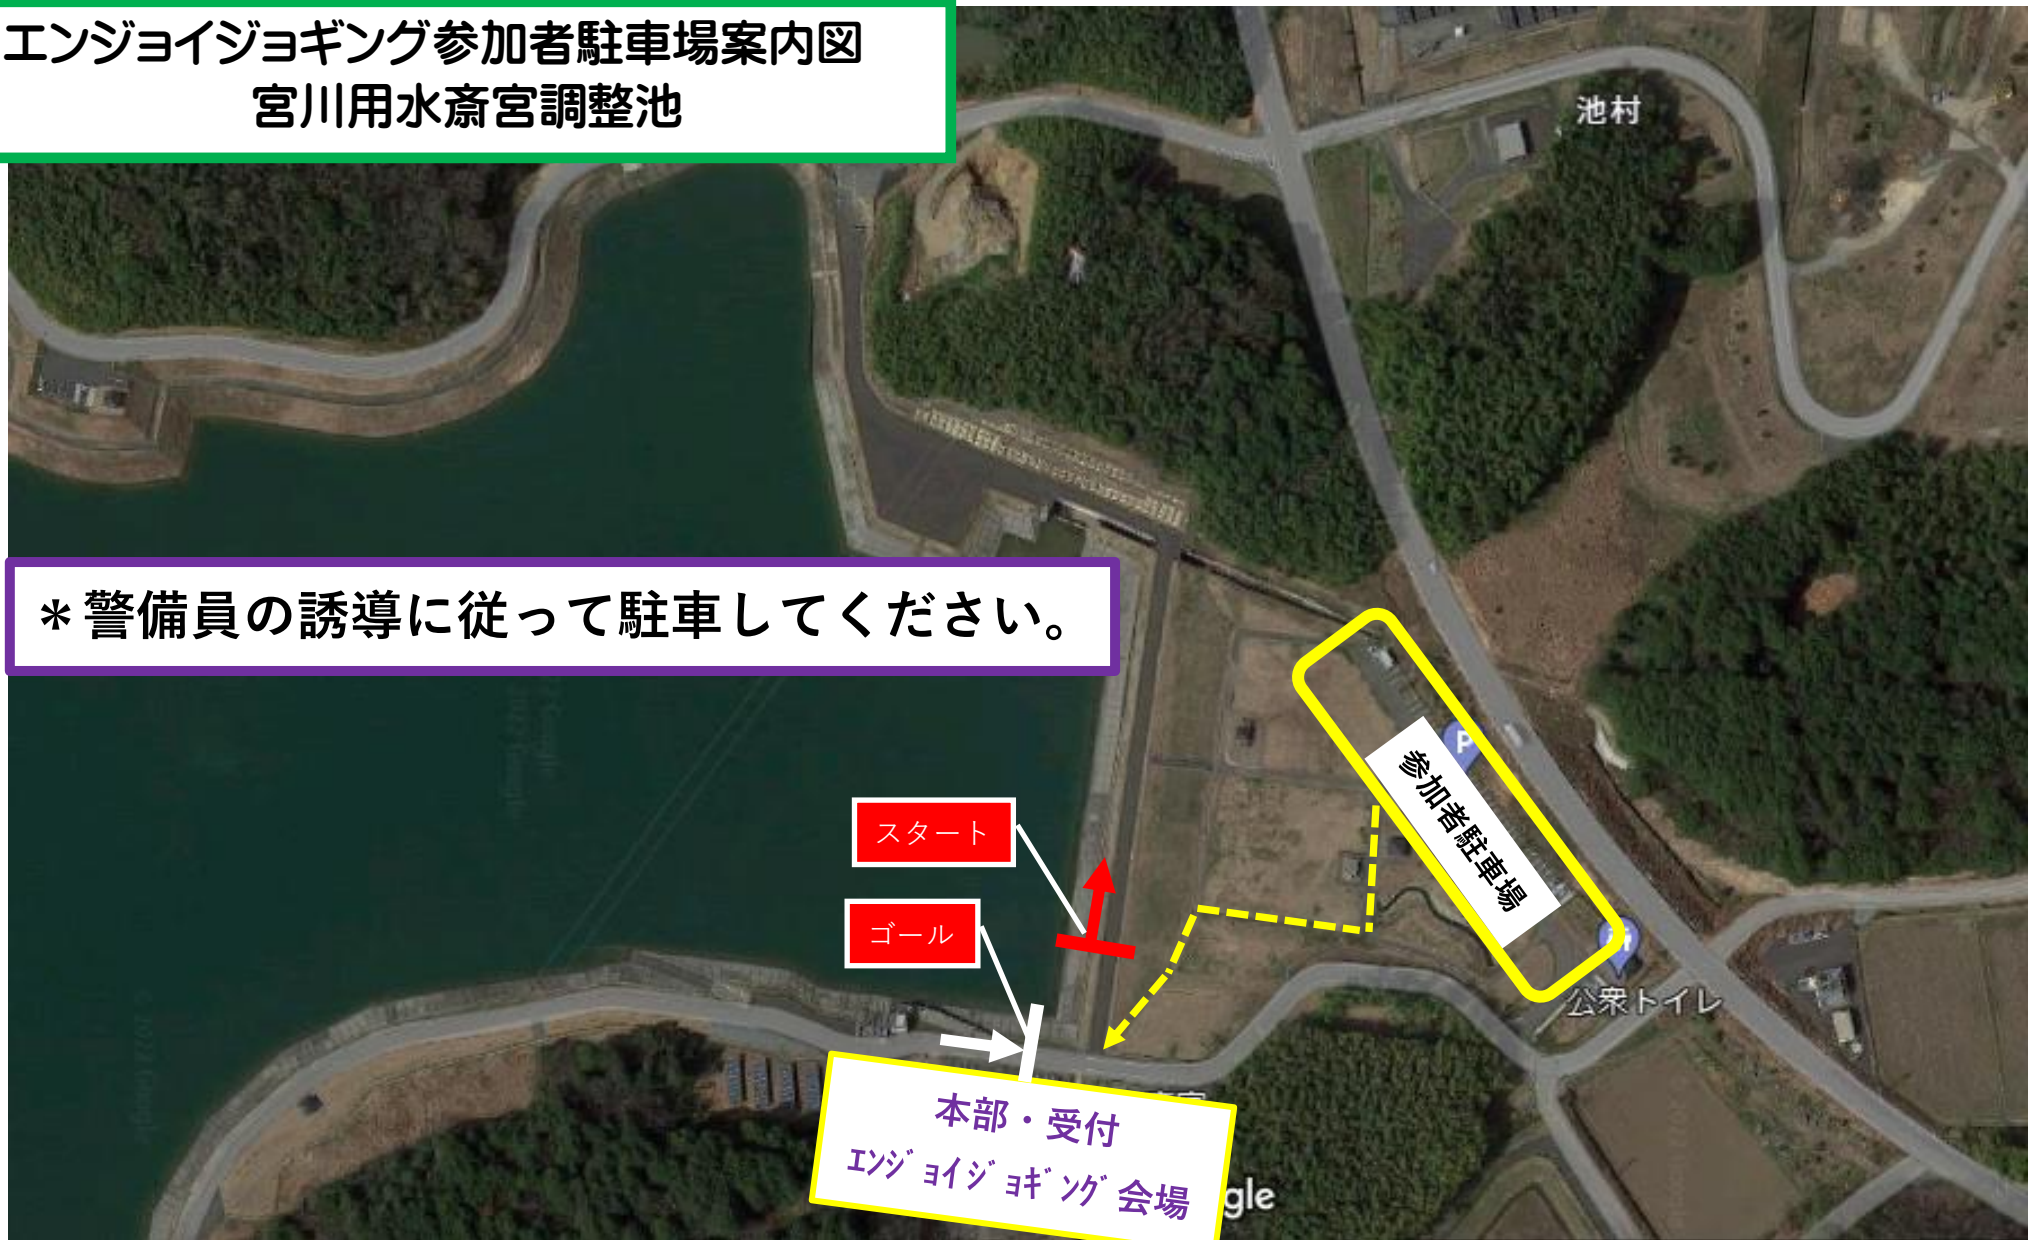 エンジョイジョギング参加者駐車場案内図
宮川用水斎宮調整池
池村
＊警備員の誘導に従って駐車してください。
P
参加者駐車場
スタート
ゴール
公衆トイレ
本部・受付
ｴﾝｼﾞｮｲｼﾞｮｷﾞﾝｸﾞ会場
gle